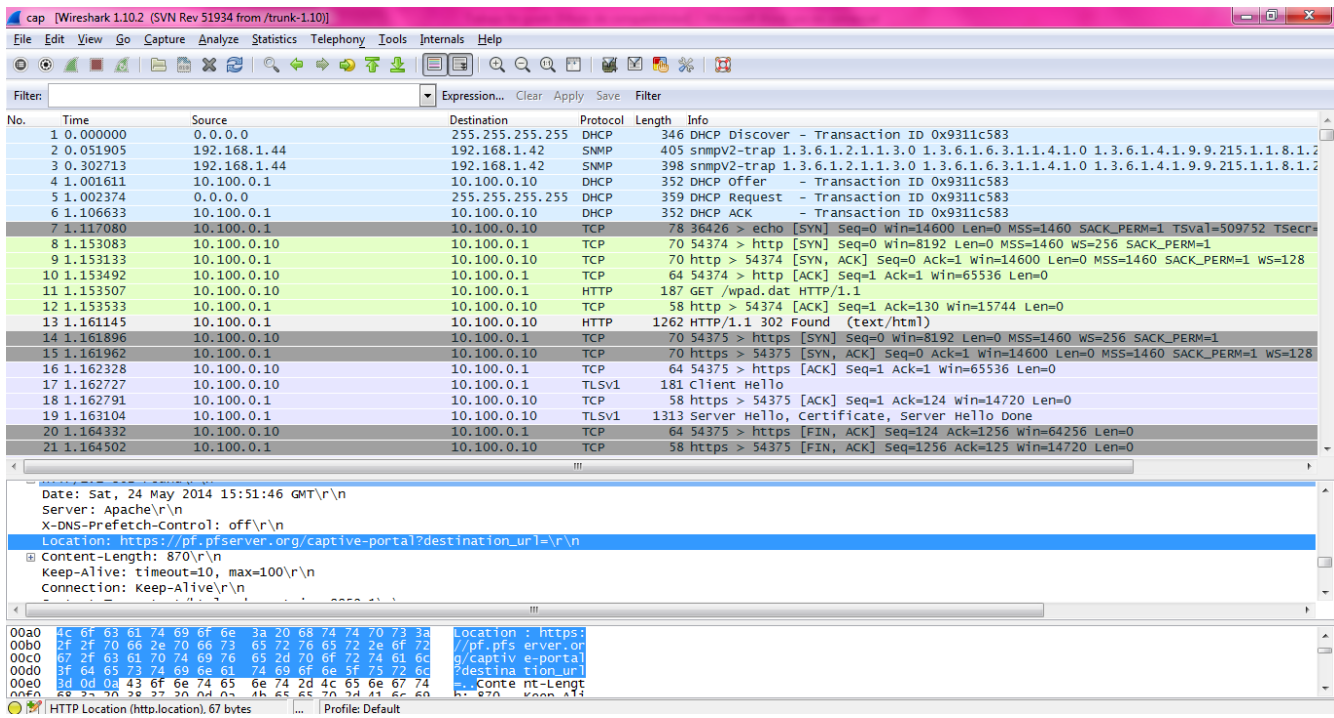 cap [Wireshark 1.10.2 (SVN Rev 51934 from /trunk-1.10)]
File Edit View Go Capture Analyze Statistics Telephony Tools Internals Help
Filter: Expression... Clear Apply Save Filter
No. Time Source Destination Protocol Length Info
1 0.000000 0.0.0.0 255.255.255.255 DHCP 346 DHCP Discover - Transaction ID 0x9311c583
2 0.051905 192.168.1.44 192.168.1.42 SNMP 405 snmpV2-trap 1.3.6.1.2.1.1.3.0 1.3.6.1.6.3.1.1.4.1.0 1.3.6.1.4.1.9.9.215.1.1.8.1.2
3 0.302713 192.168.1.44 192.168.1.42 SNMP 398 snmpV2-trap 1.3.6.1.2.1.1.3.0 1.3.6.1.6.3.1.1.4.1.0 1.3.6.1.4.1.9.9.215.1.1.8.1.2
4 1.001611 10.100.0.1 10.100.0.10 DHCP 352 DHCP Offer - Transaction ID 0x9311c583
5 1.002374 0.0.0.0 255.255.255.255 DHCP 359 DHCP Request - Transaction ID 0x9311c583
6 1.106633 10.100.0.1 10.100.0.10 DHCP 352 DHCP ACK - Transaction ID 0x9311c583
7 1.117080 10.100.0.1 10.100.0.10 TCP 78 36426 > echo [SYN] Seq=0 Win=14600 Len=0 MSS=1460 SACK_PERM=1 TSval=509752 TSecr=
8 1.153083 10.100.0.10 10.100.0.1 TCP 70 54374 > http [SYN] Seq=0 Win=8192 Len=0 MSS=1460 WS=256 SACK_PERM=1
9 1.153133 10.100.0.1 10.100.0.10 TCP 70 http > 54374 [SYN, ACK] Seq=0 Ack=1 Win=14600 Len=0 MSS=1460 SACK_PERM=1 WS=128
10 1.153492 10.100.0.10 10.100.0.1 TCP 64 54374 > http [ACK] Seq=1 Ack=1 Win=65536 Len=0
11 1.153507 10.100.0.10 10.100.0.1 HTTP 187 GET /wpad.dat HTTP/1.1
12 1.153533 10.100.0.1 10.100.0.10 TCP 58 http > 54374 [ACK] Seq=1 Ack=130 Win=15744 Len=0
13 1.161145 10.100.0.1 10.100.0.10 HTTP 1262 HTTP/1.1 302 Found (text/html)
14 1.161896 10.100.0.10 10.100.0.1 TCP 70 54375 > https [SYN] Seq=0 Win=8192 Len=0 MSS=1460 WS=256 SACK_PERM=1
15 1.161962 10.100.0.1 10.100.0.10 TCP 70 https > 54375 [SYN, ACK] Seq=0 Ack=1 Win=14600 Len=0 MSS=1460 SACK_PERM=1 WS=128
16 1.162328 10.100.0.10 10.100.0.1 TCP 64 54375 > https [ACK] Seq=1 Ack=1 Win=65536 Len=0
17 1.162727 10.100.0.10 10.100.0.1 TLSv1 181 Client Hello
18 1.162791 10.100.0.1 10.100.0.10 TCP 58 https > 54375 [ACK] Seq=1 Ack=124 Win=14720 Len=0
19 1.163104 10.100.0.1 10.100.0.10 TLSv1 1313 Server Hello, Certificate, Server Hello Done
20 1.164332 10.100.0.10 10.100.0.1 TCP 64 54375 > https [FIN, ACK] Seq=124 Ack=1256 Win=64256 Len=0
21 1.164502 10.100.0.1 10.100.0.10 TCP 58 https > 54375 [FIN, ACK] Seq=1256 Ack=125 Win=14720 Len=0
Date: Sat, 24 May 2014 15:51:46 GMT\r\n
Server: Apache\r\n
X-DNS-Prefetch-Control: off\r\n
Location: https://pf.pfserver.org/captive-portal?destination_url=\r\n
Content-Length: 870\r\n
Keep-Alive: timeout=10, max=100\r\n
Connection: Keep-Alive\r\n
00a0 4c 6f 63 61 74 69 6f 6e 3a 20 68 74 74 70 73 3a Location : https:
00b0 2f 2f 70 66 2e 70 66 73 65 72 76 65 72 2e 6f 72 //pf.pfs erver.or
00c0 67 2f 63 61 70 74 69 76 65 2d 70 6f 72 74 61 6c g/captiv e-portal
00d0 3f 64 65 73 74 69 6e 61 74 69 6f 6e 5f 75 72 6c ?destina tion_url
00e0 3d 0d 0a 43 6f 6e 74 65 6e 74 2d 4c 65 6e 67 74 =..Conte nt-Lengt
00f0 68 3a 20 38 37 30 0d 0a 4b 65 65 70 2d 41 6c 69 h: 870.. Keep-Ali
HTTP Location (http.location), 67 bytes ... Profile: Default